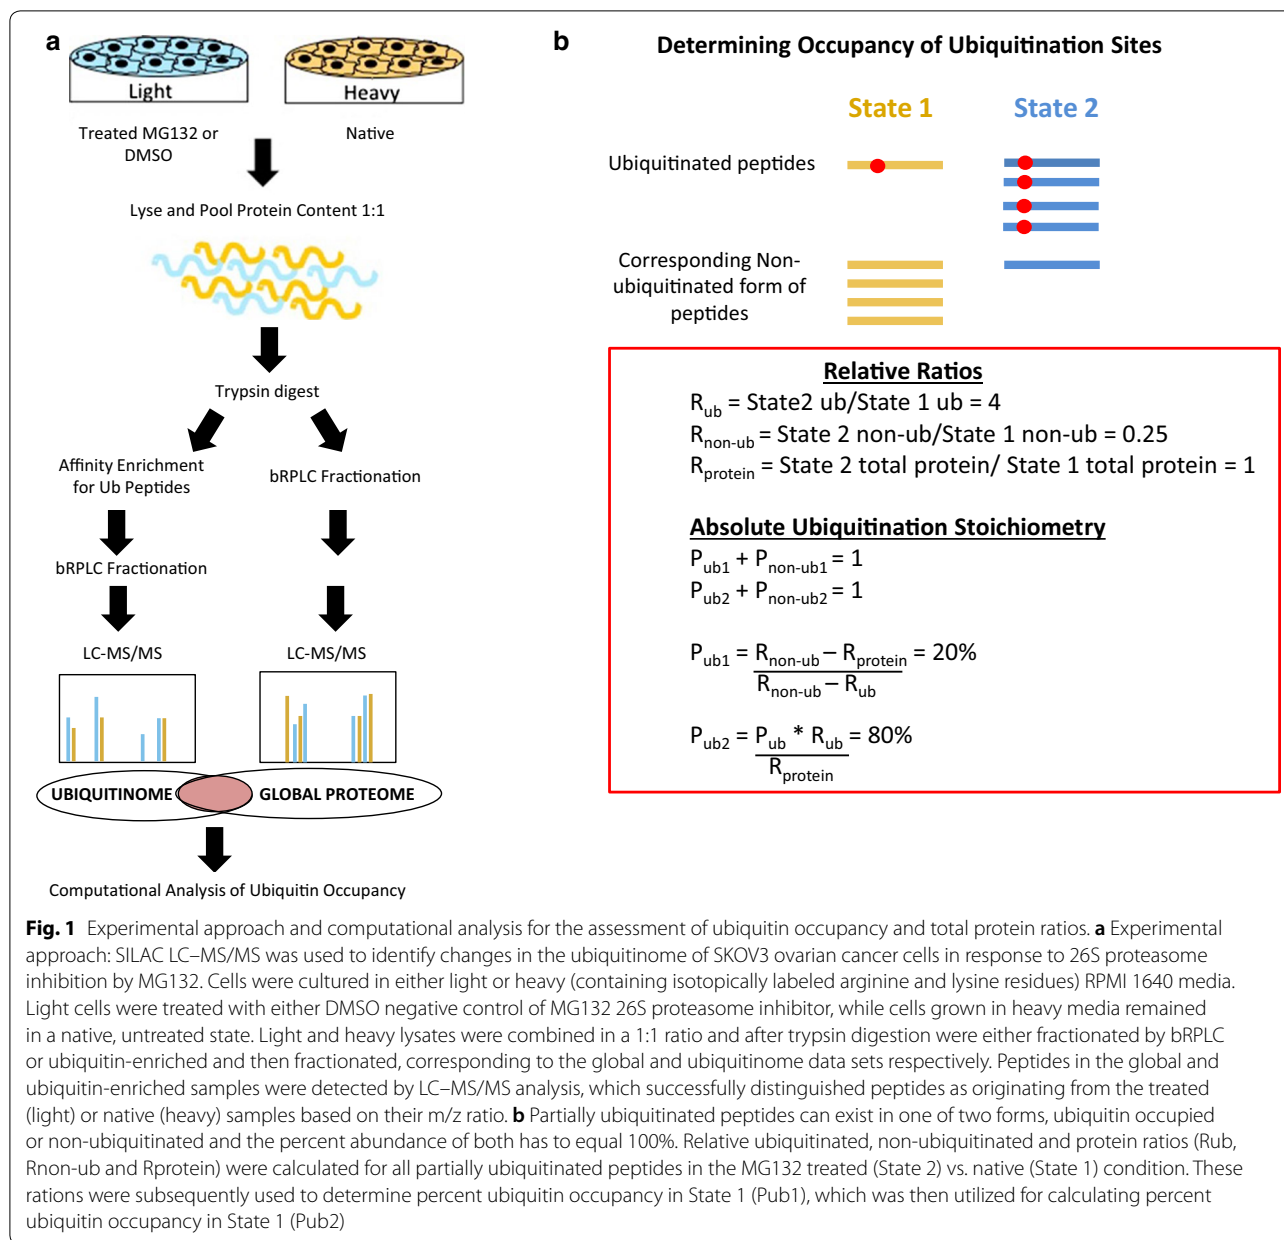 a
Light
Heavy
Treated MG132 or
DMSO
Native
Lyse and Pool Protein Content 1:1
Trypsin digest
Affinity Enrichment
for Ub Peptides
bRPLC Fractionation
bRPLC Fractionation
LC-MS/MS
LC-MS/MS
UBIQUITINOME
GLOBAL PROTEOME
Computational Analysis of Ubiquitin Occupancy
b
Determining Occupancy of Ubiquitination Sites
State 1
State 2
Ubiquitinated peptides
Corresponding Non-
ubiquitinated form of
peptides
Relative Ratios
R_ub = State2 ub/State 1 ub = 4
R_non-ub = State 2 non-ub/State 1 non-ub = 0.25
R_protein = State 2 total protein/ State 1 total protein = 1
Absolute Ubiquitination Stoichiometry
P_ub1 + P_non-ub1 = 1
P_ub2 + P_non-ub2 = 1
P_ub1 = R_non-ub – R_protein = 20%
R_non-ub – R_ub
P_ub2 = P_ub * R_ub = 80%
R_protein
Fig. 1 Experimental approach and computational analysis for the assessment of ubiquitin occupancy and total protein ratios. a Experimental
approach: SILAC LC–MS/MS was used to identify changes in the ubiquitinome of SKOV3 ovarian cancer cells in response to 26S proteasome
inhibition by MG132. Cells were cultured in either light or heavy (containing isotopically labeled arginine and lysine residues) RPMI 1640 media.
Light cells were treated with either DMSO negative control of MG132 26S proteasome inhibitor, while cells grown in heavy media remained
in a native, untreated state. Light and heavy lysates were combined in a 1:1 ratio and after trypsin digestion were either fractionated by bRPLC
or ubiquitin-enriched and then fractionated, corresponding to the global and ubiquitinome data sets respectively. Peptides in the global and
ubiquitin-enriched samples were detected by LC–MS/MS analysis, which successfully distinguished peptides as originating from the treated
(light) or native (heavy) samples based on their m/z ratio. b Partially ubiquitinated peptides can exist in one of two forms, ubiquitin occupied
or non-ubiquitinated and the percent abundance of both has to equal 100%. Relative ubiquitinated, non-ubiquitinated and protein ratios (Rub,
Rnon-ub and Rprotein) were calculated for all partially ubiquitinated peptides in the MG132 treated (State 2) vs. native (State 1) condition. These
rations were subsequently used to determine percent ubiquitin occupancy in State 1 (Pub1), which was then utilized for calculating percent
ubiquitin occupancy in State 1 (Pub2)